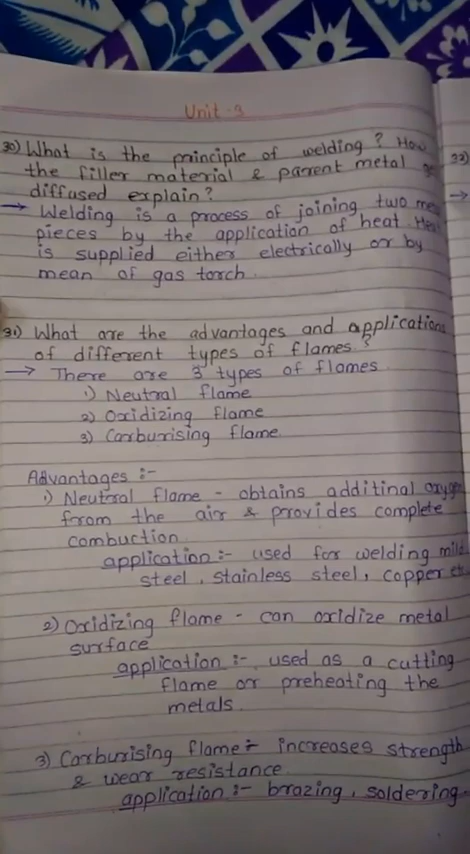 Unit-3
30) What is the principle of welding? How
the filler material & parent metal
diffused explain?
→ Welding is a process of joining two
pieces by the application of heat.
is supplied either electrically or by
mean of gas torch.
31) What are the advantages and applications
of different types of flames?
→ There are 3 types of flames
1) Neutral flame
2) Oxidizing flame
3) Carburising flame
Advantages :-
1) Neutral flame - obtains additinal oxygen
from the air & provides complete
combuction.
application :- used for welding mild
steel, stainless steel, copper etc
2) Oxidizing flame - can oxidize metal
surface
application :- used as a cutting
flame or preheating the
metals.
3) Carburising flame :- increases strength
& wear resistance.
application :- brazing, soldering
32)
→